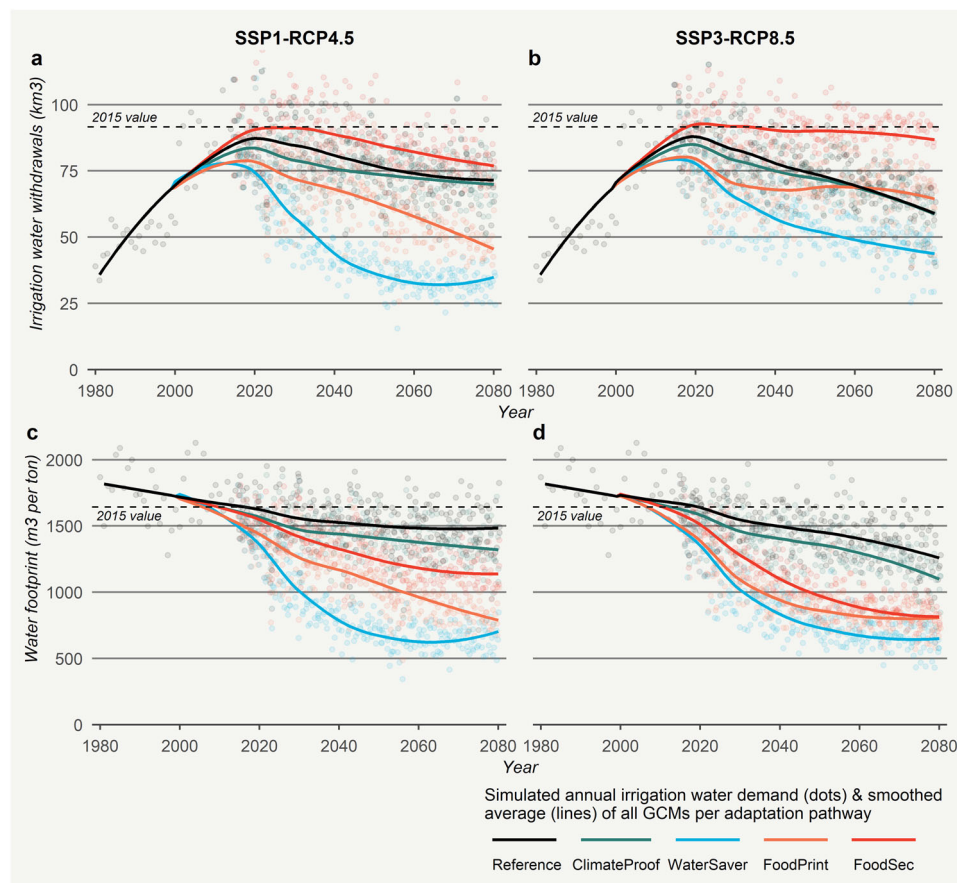 SSP1-RCP4.5
SSP3-RCP8.5
a
b
Irrigation water withdrawals (km3)
100
75
50
25
0
2015 value
2015 value
1980 2000 2020 2040 2060 2080
1980 2000 2020 2040 2060 2080
Year
c
d
Water footprint (m3 per ton)
2000
1500
1000
500
0
2015 value
2015 value
1980 2000 2020 2040 2060 2080
1980 2000 2020 2040 2060 2080
Year
Year
Simulated annual irrigation water demand (dots) & smoothed
average (lines) of all GCMs per adaptation pathway
Reference ClimateProof WaterSaver FoodPrint FoodSec